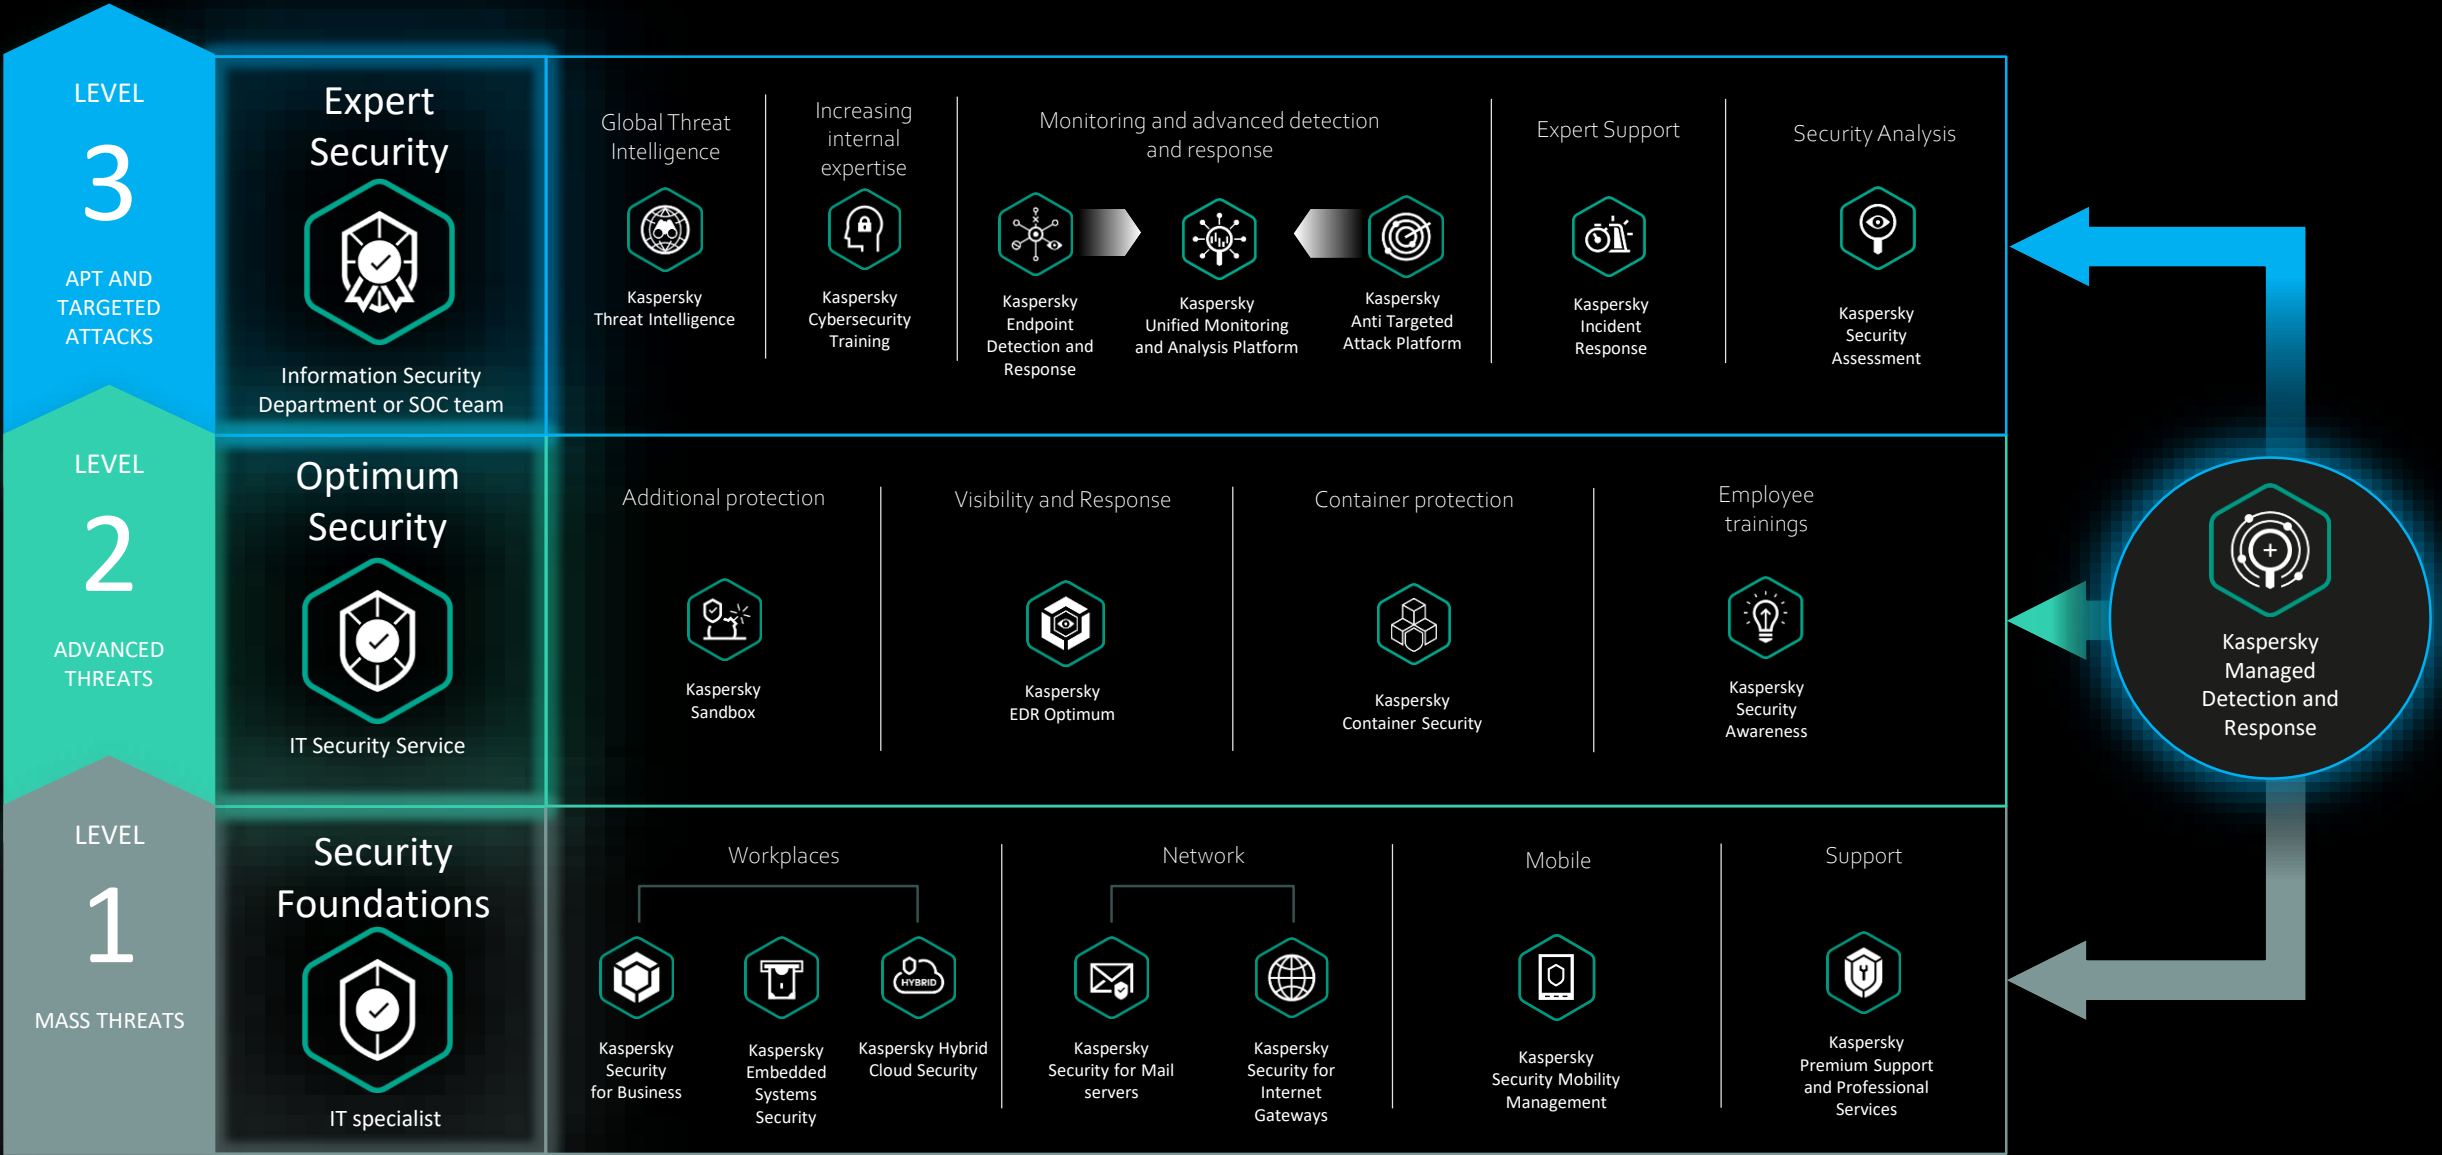 LEVEL
3
APT AND
TARGETED
ATTACKS
Expert
Security
Information Security
Department or SOC team
Global Threat
Intelligence
Kaspersky
Threat Intelligence
Increasing
internal
expertise
Kaspersky
Cybersecurity
Training
Monitoring and advanced detection
and response
Kaspersky
Endpoint
Detection and
Response
Kaspersky
Unified Monitoring
and Analysis Platform
Kaspersky
Anti Targeted
Attack Platform
Expert Support
Kaspersky
Incident
Response
Security Analysis
Kaspersky
Security
Assessment
LEVEL
2
ADVANCED
THREATS
Optimum
Security
IT Security Service
Additional protection
Kaspersky
Sandbox
Visibility and Response
Kaspersky
EDR Optimum
Container protection
Kaspersky
Container Security
Employee
trainings
Kaspersky
Security
Awareness
Kaspersky
Managed
Detection and
Response
LEVEL
1
MASS THREATS
Security
Foundations
IT specialist
Workplaces
Kaspersky
Security
for Business
Kaspersky
Embedded
Systems
Security
HYBRID
Kaspersky Hybrid
Cloud Security
Network
Kaspersky
Security for Mail
servers
Kaspersky
Security for
Internet
Gateways
Mobile
Kaspersky
Security Mobility
Management
Support
Kaspersky
Premium Support
and Professional
Services